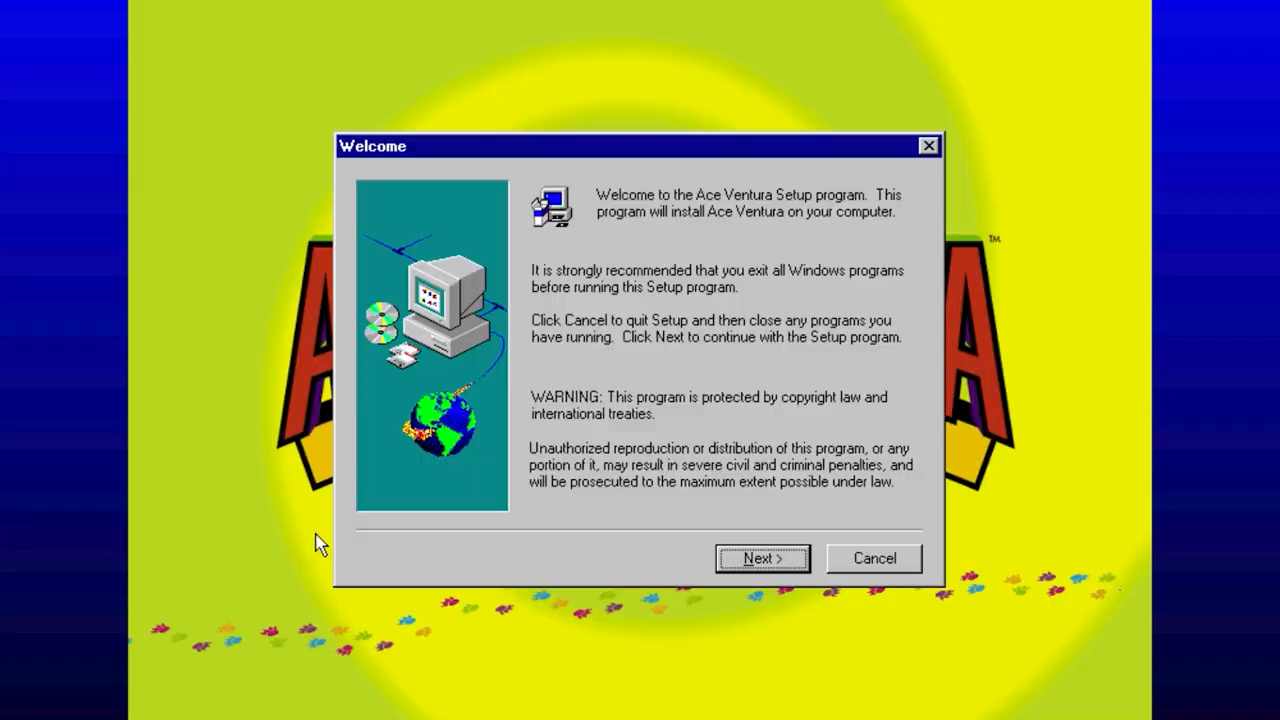 Welcome
Welcome to the Ace Ventura Setup program. This
program will install Ace Ventura on your computer.
It is strongly recommended that you exit all Windows programs
before running this Setup program.
Click Cancel to quit Setup and then close any programs you
have running. Click Next to continue with the Setup program.
WARNING: This program is protected by copyright law and
international treaties.
Unauthorized reproduction or distribution of this program, or any
portion of it, may result in severe civil and criminal penalties, and
will be prosecuted to the maximum extent possible under law.
Next >
Cancel
A
A
TM